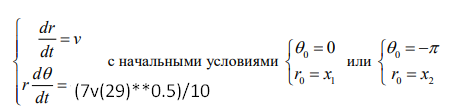 dr/dt = v
r dθ/dt = (7v(29)**0.5)/10
с начальными условиями
θ₀ = 0
r₀ = x₁
или
θ₀ = −π
r₀ = x₂